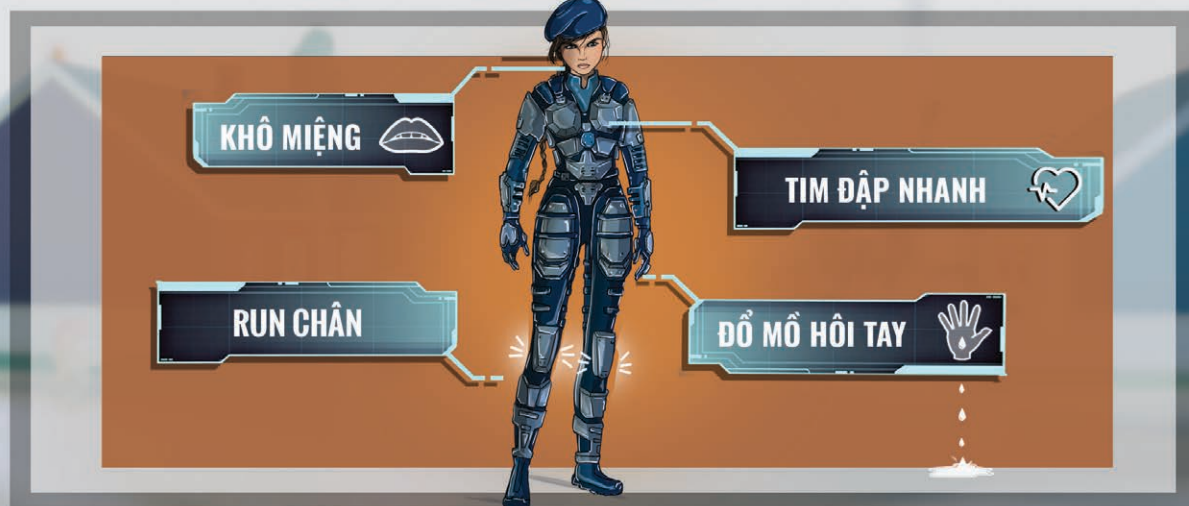 KHÔ MIỆNG
TIM ĐẬP NHANH
RUN CHÂN
ĐỔ MỒ HÔI TAY